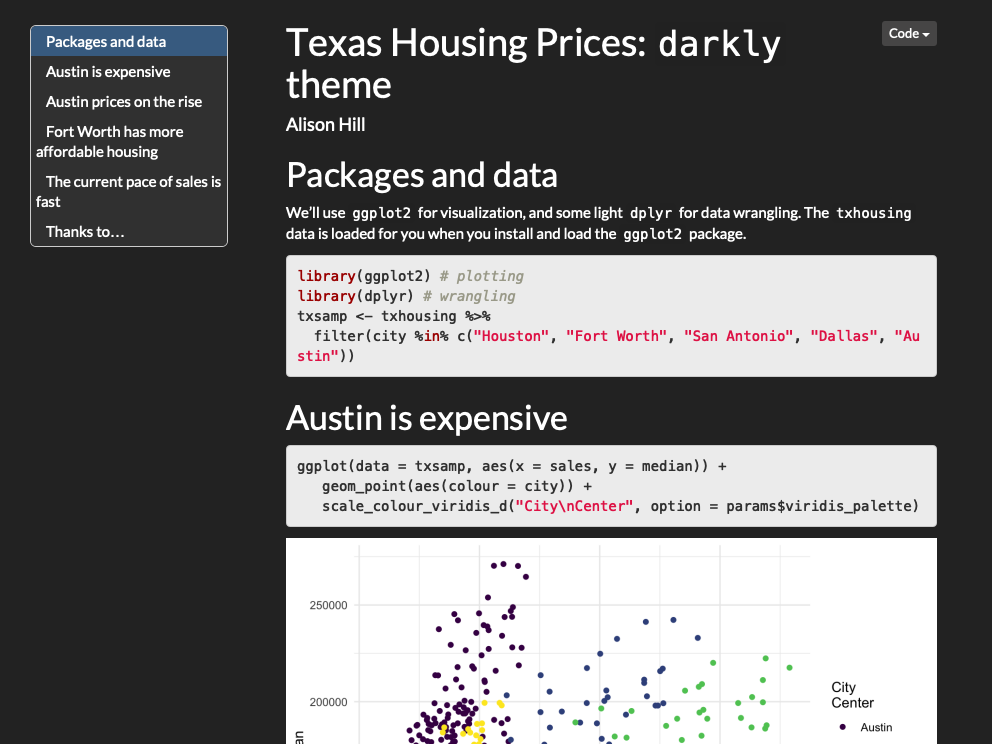 Packages and data
Austin is expensive
Austin prices on the rise
Fort Worth has more
affordable housing
The current pace of sales is
fast
Thanks to…
Code
Texas Housing Prices: darkly
theme
Alison Hill
Packages and data
We'll use ggplot2 for visualization, and some light dplyr for data wrangling. The txhousing
data is loaded for you when you install and load the ggplot2 package.
library(ggplot2) # plotting
library(dplyr) # wrangling
txsamp <- txhousing %>%
  filter(city %in% c("Houston", "Fort Worth", "San Antonio", "Dallas", "Au
stin"))
Austin is expensive
ggplot(data = txsamp, aes(x = sales, y = median)) +
   geom_point(aes(colour = city)) +
   scale_colour_viridis_d("City\nCenter", option = params$viridis_palette)
250000
200000
City
Center
Austin